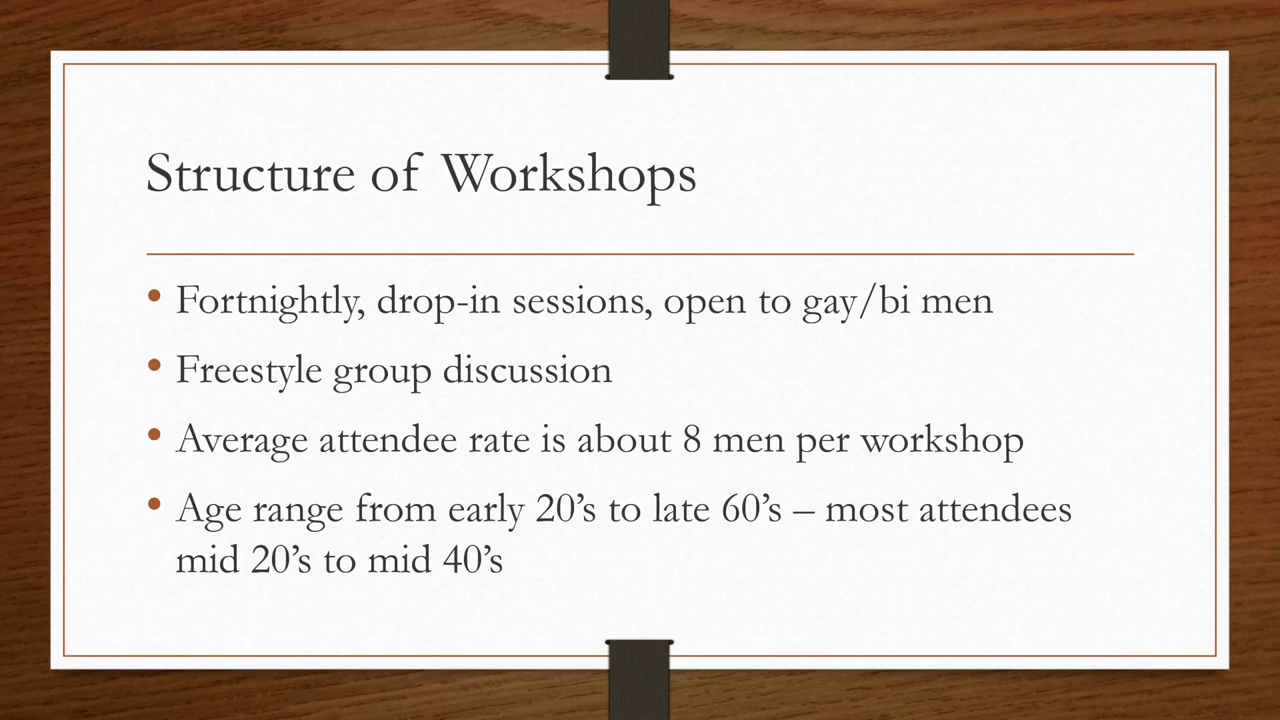 Structure of Workshops
• Fortnightly, drop-in sessions, open to gay/bi men
• Freestyle group discussion
• Average attendee rate is about 8 men per workshop
• Age range from early 20’s to late 60’s – most attendees
mid 20’s to mid 40’s